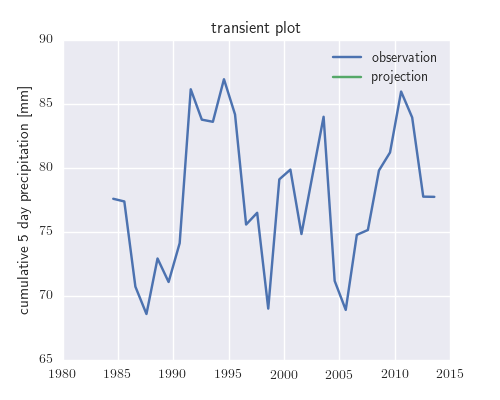 transient plot
cumulative 5 day precipitation [mm]
90
85
80
75
70
65
observation
projection
1980 1985 1990 1995 2000 2005 2010 2015